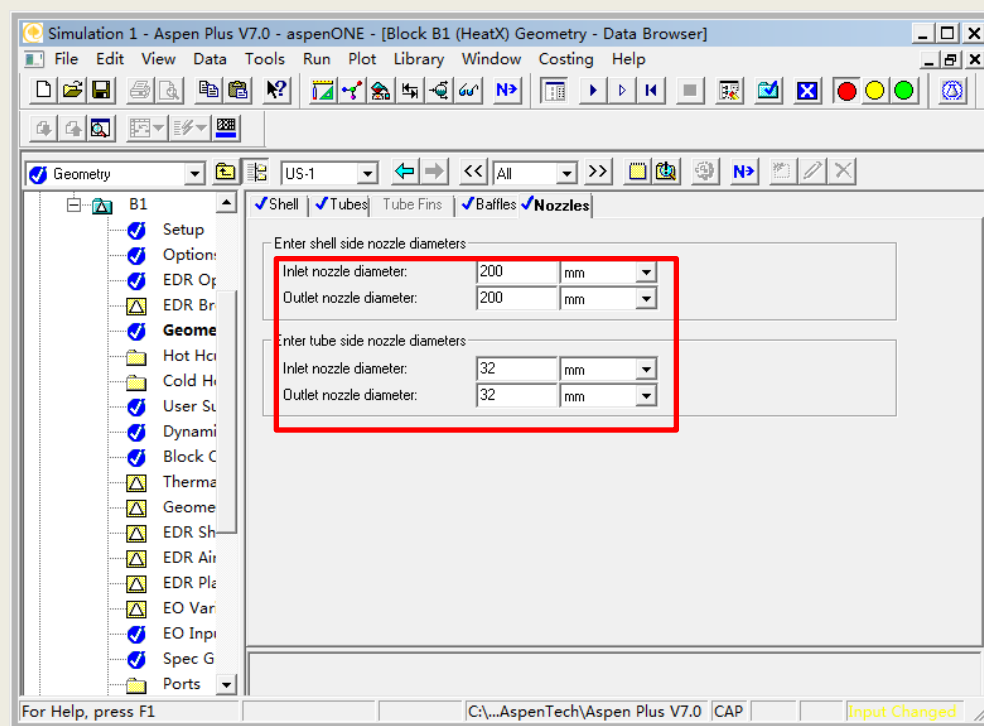 Simulation 1 - Aspen Plus V7.0 - aspenONE - [Block B1 (HeatX) Geometry - Data Browser]
File Edit View Data Tools Run Plot Library Window Costing Help
N>
Geometry US-1 << All >> N>
B1
Setup
Option
EDR Op
EDR Br
Geome
Hot Hc
Cold H
User Su
Dynami
Block C
Therma
Geome
EDR Sh
EDR Air
EDR Pla
EO Var
EO Inpu
Spec G
Ports
Shell Tubes Tube Fins Baffles Nozzles
Enter shell side nozzle diameters
Inlet nozzle diameter: 200 mm
Outlet nozzle diameter: 200 mm
Enter tube side nozzle diameters
Inlet nozzle diameter: 32 mm
Outlet nozzle diameter: 32 mm
For Help, press F1 C:\...AspenTech\Aspen Plus V7.0 CAP Input Changed